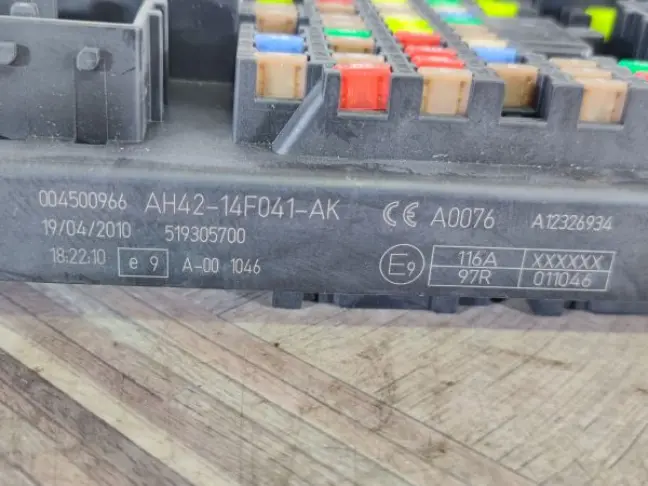 004500966 AH42-14F041-AK CE A0076 A12326934
19/04/2010 519305700
18:22:10 e 9 A-00 1046
E9 116A XXXXXX
97R 011046